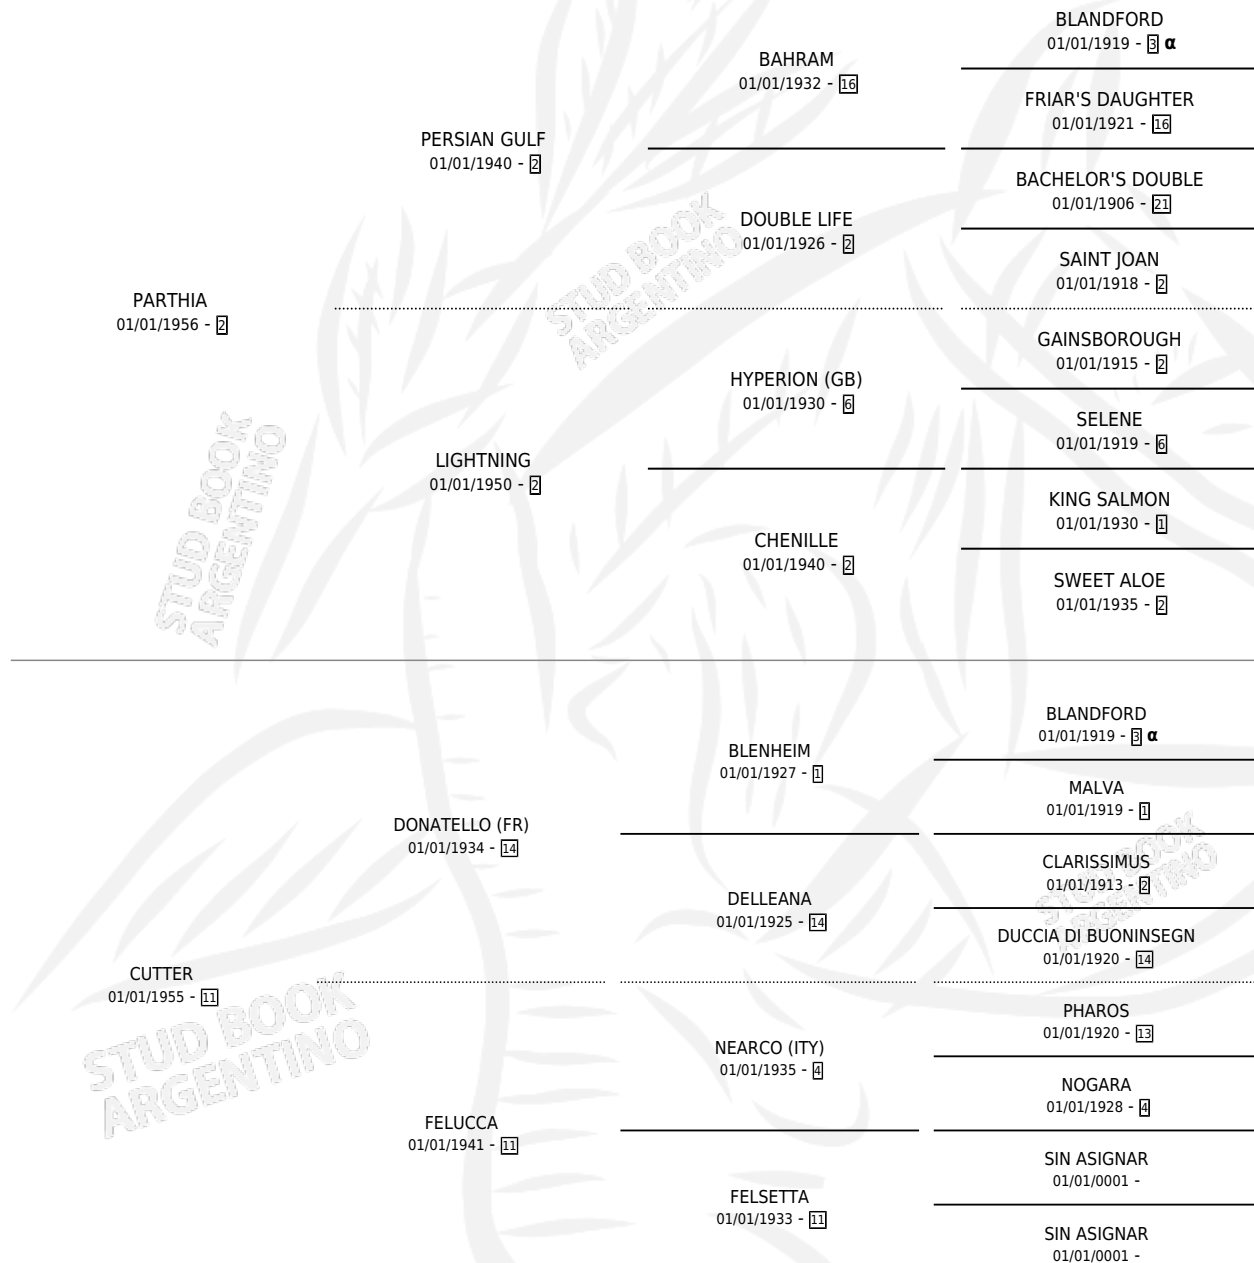 BLANDFORD
01/01/1919 - 3 α
BAHRAM
01/01/1932 - 16
FRIAR'S DAUGHTER
01/01/1921 - 16
PERSIAN GULF
01/01/1940 - 2
BACHELOR'S DOUBLE
01/01/1906 - 21
DOUBLE LIFE
01/01/1926 - 2
SAINT JOAN
01/01/1918 - 2
STUD BOOK
ARGENTINO
PARTHIA
01/01/1956 - 2
GAINSBOROUGH
01/01/1915 - 2
HYPERION (GB)
01/01/1930 - 6
SELENE
01/01/1919 - 6
LIGHTNING
01/01/1950 - 2
KING SALMON
01/01/1930 - 1
CHENILLE
01/01/1940 - 2
SWEET ALOE
01/01/1935 - 2
STUD BOOK
ARGENTINO
BLANDFORD
01/01/1919 - 3 α
BLENHEIM
01/01/1927 - 1
MALVA
01/01/1919 - 1
DONATELLO (FR)
01/01/1934 - 14
CLARISSIMUS
01/01/1913 - 2
STUD BOOK
ARGENTINO
DELLEANA
01/01/1925 - 14
DUCCIA DI BUONINSEGN
01/01/1920 - 14
CUTTER
01/01/1955 - 11
PHAROS
01/01/1920 - 13
NEARCO (ITY)
01/01/1935 - 4
STUD BOOK
ARGENTINO
NOGARA
01/01/1928 - 4
FELUCCA
01/01/1941 - 11
SIN ASIGNAR
01/01/0001 -
FELSETTA
01/01/1933 - 11
SIN ASIGNAR
01/01/0001 -